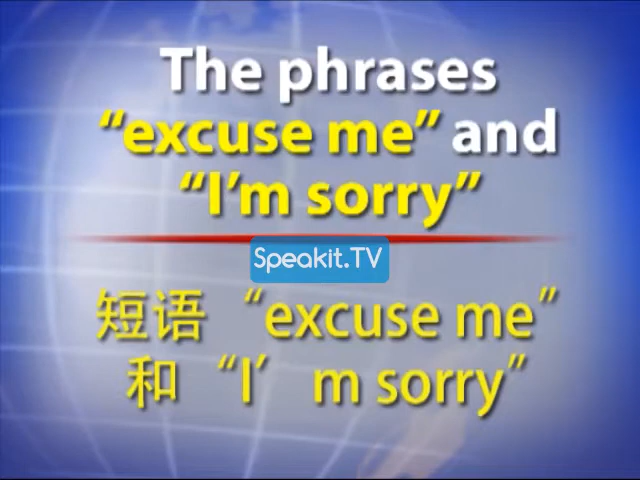 The phrases
“excuse me” and
“I’m sorry”
Speakit.TV
短语 “excuse me”
和 “I’ m sorry”